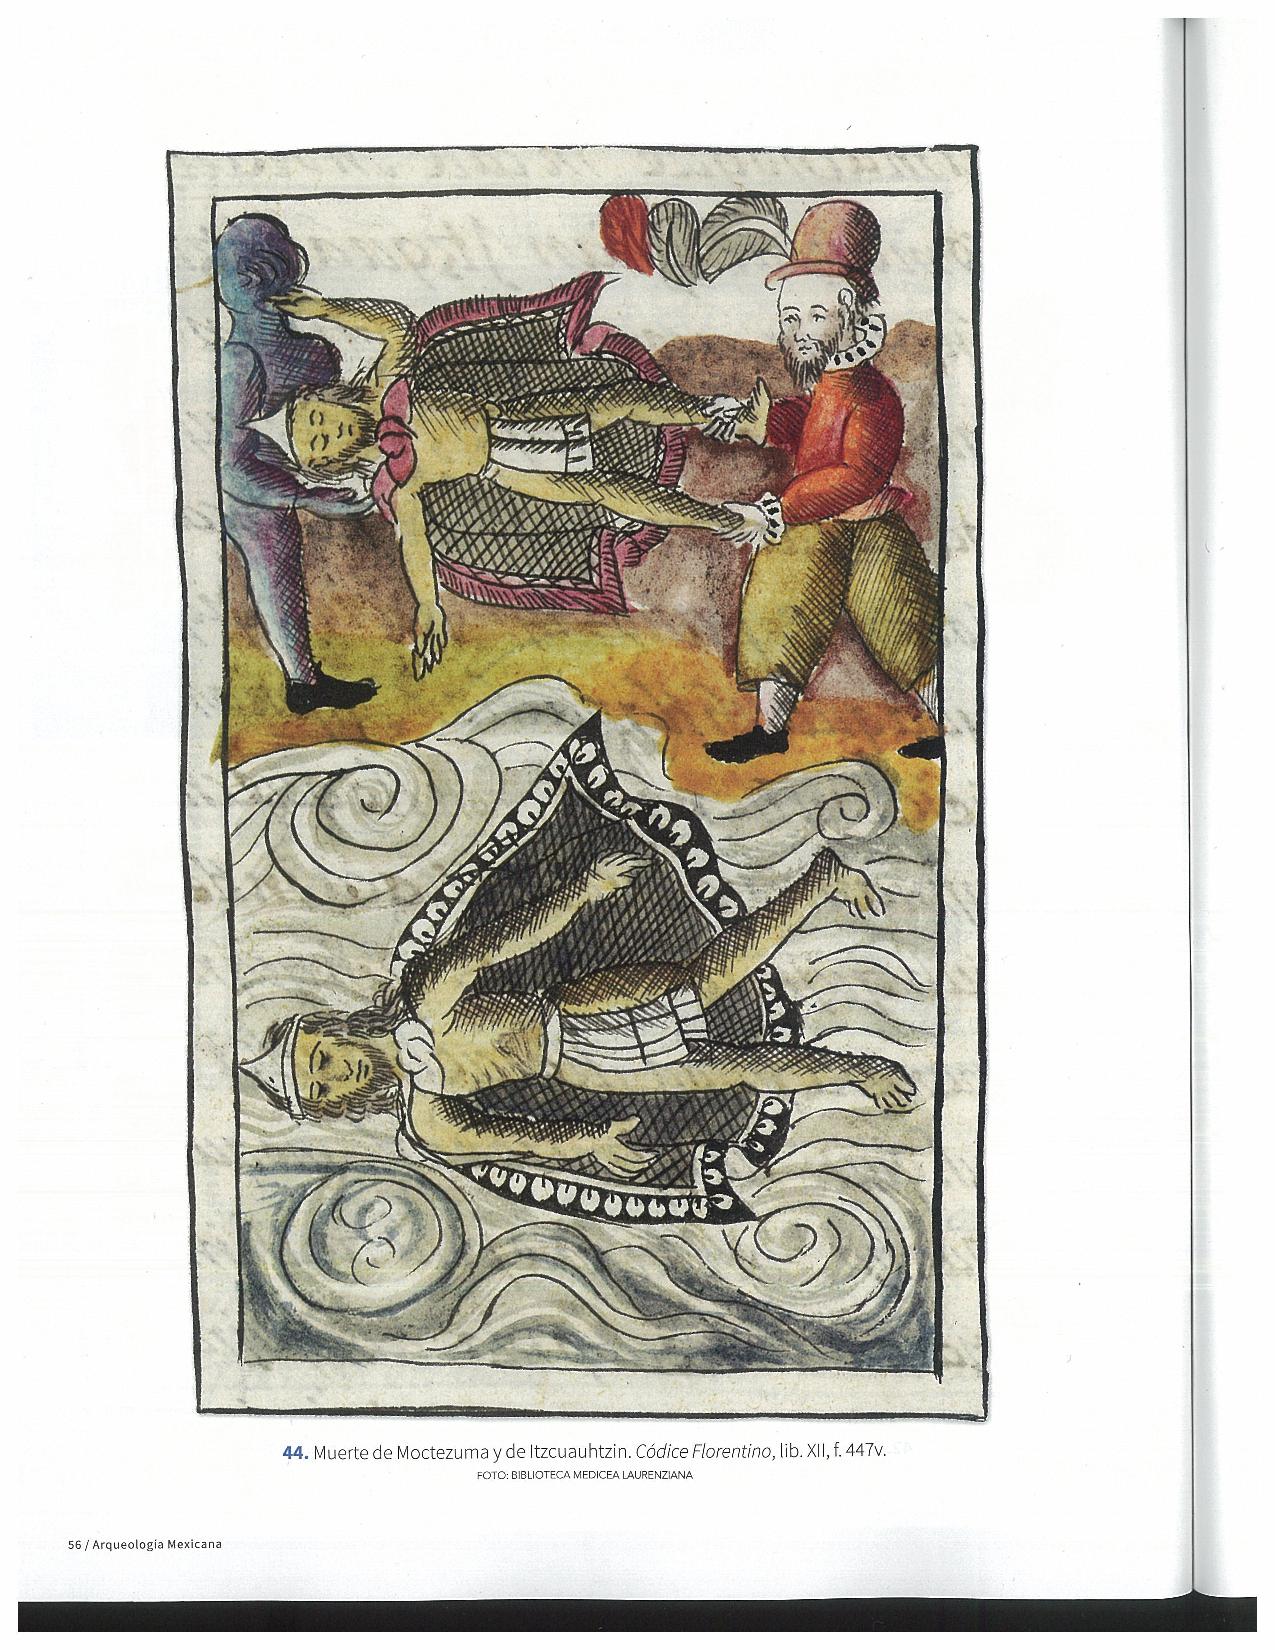 44. Muerte de Moctezuma y de Itzcuauhtzin. Códice Florentino, lib. XII, f. 447v.
FOTO: BIBLIOTECA MEDICEA LAURENZIANA
56 / Arqueología Mexicana